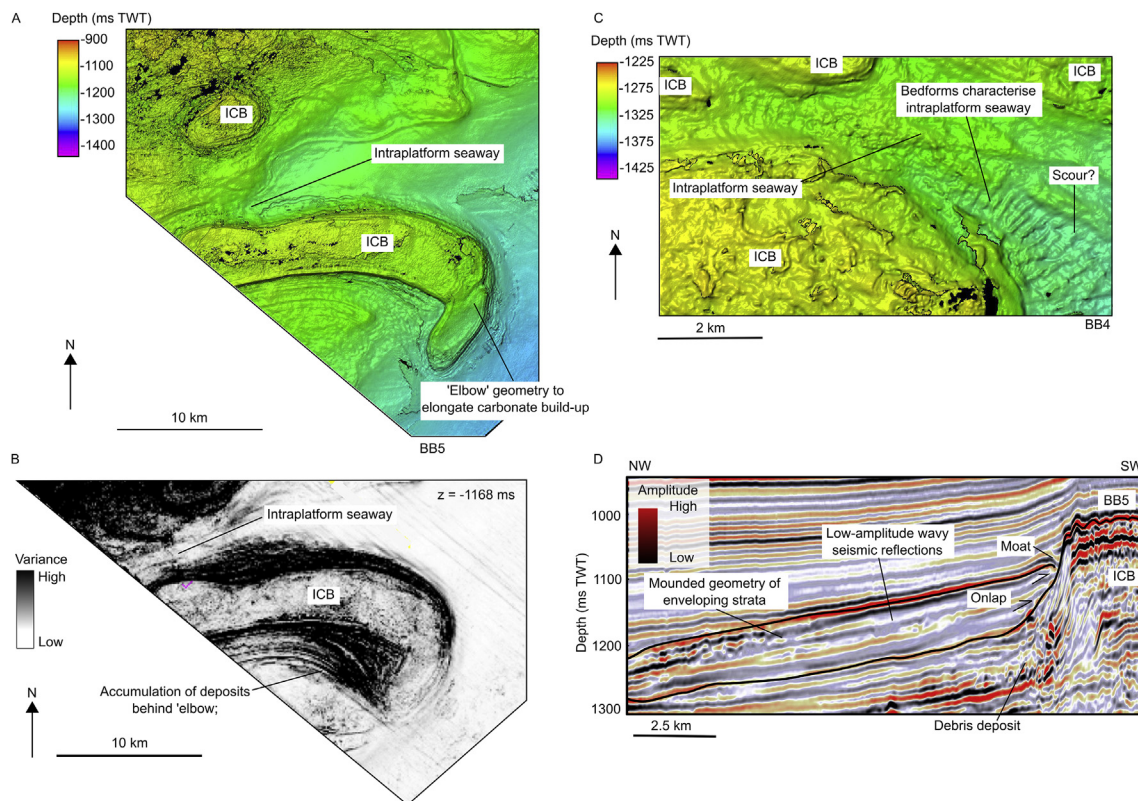 A
Depth (ms TWT)
-900
-1000
-1100
-1200
-1300
-1400
ICB
Intraplatform seaway
ICB
N
10 km
'Elbow' geometry to
elongate carbonate build-up
BB5
C
Depth (ms TWT)
-1225
-1275
-1325
-1375
-1425
ICB
ICB
ICB
Bedforms characterise
intraplatform seaway
Intraplatform seaway
Scour?
ICB
N
2 km
BB4
B
z = -1168 ms
Intraplatform seaway
Variance
High
Low
ICB
N
Accumulation of deposits
behind 'elbow;
10 km
D
NW
SW
Amplitude
High
Low
BB5
1000
Low-amplitude wavy
seismic reflections
Moat
ICB
Mounded geometry of
enveloping strata
1100
Onlap
Depth (ms TWT)
1200
1300
Debris deposit
2.5 km